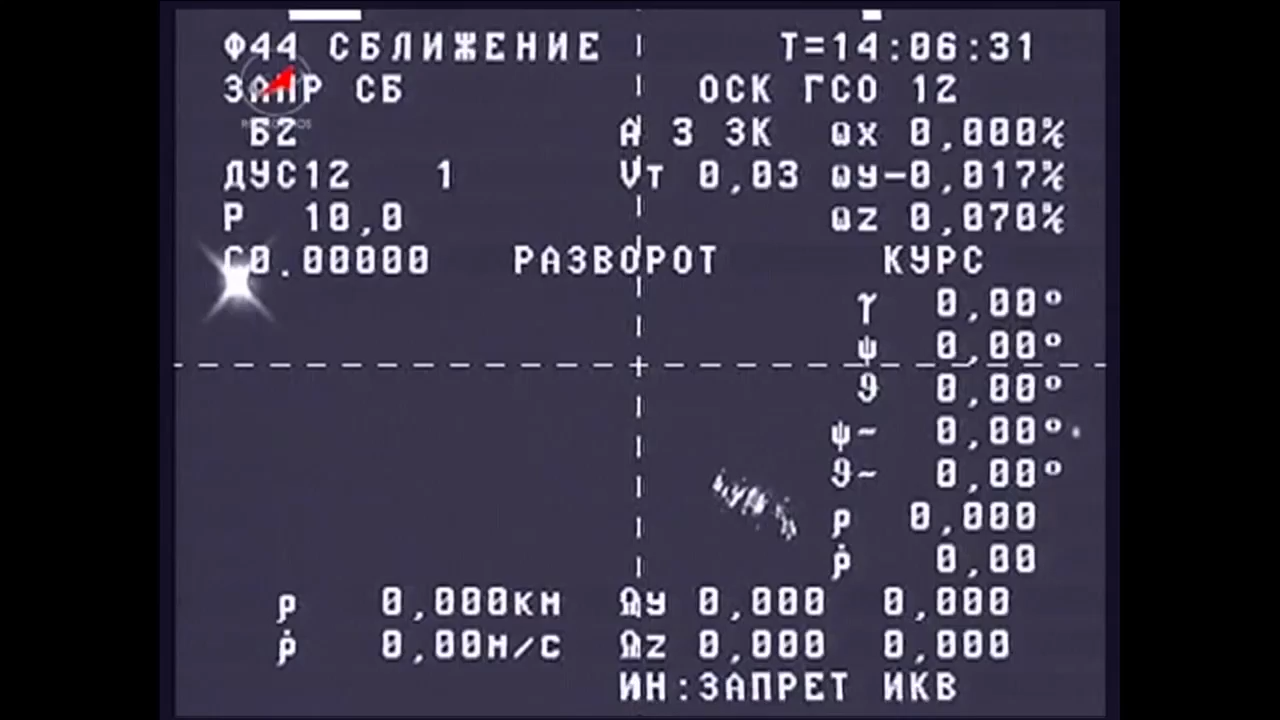 Ф44 СБЛИЖЕНИЕ T=14:06:31
ЗАПР СБ ОСК ГСО 12
Б2 А 3 ЗК ΩX 0,000%
ДУС12 1 VТ 0,03 ΩУ-0,017%
Р 10,0 ΩZ 0,070%
С0.00000 РАЗВОРОТ КУРС
γ 0,00°
ψ 0,00°
ϑ 0,00°
ψ~ 0,00°
ϑ~ 0,00°
ρ 0,000
ρ̇ 0,00
ρ 0,000КМ ΩУ 0,000 0,000
ρ̇ 0,00М/С ΩZ 0,000 0,000
ИН:ЗАПРЕТ ИКВ